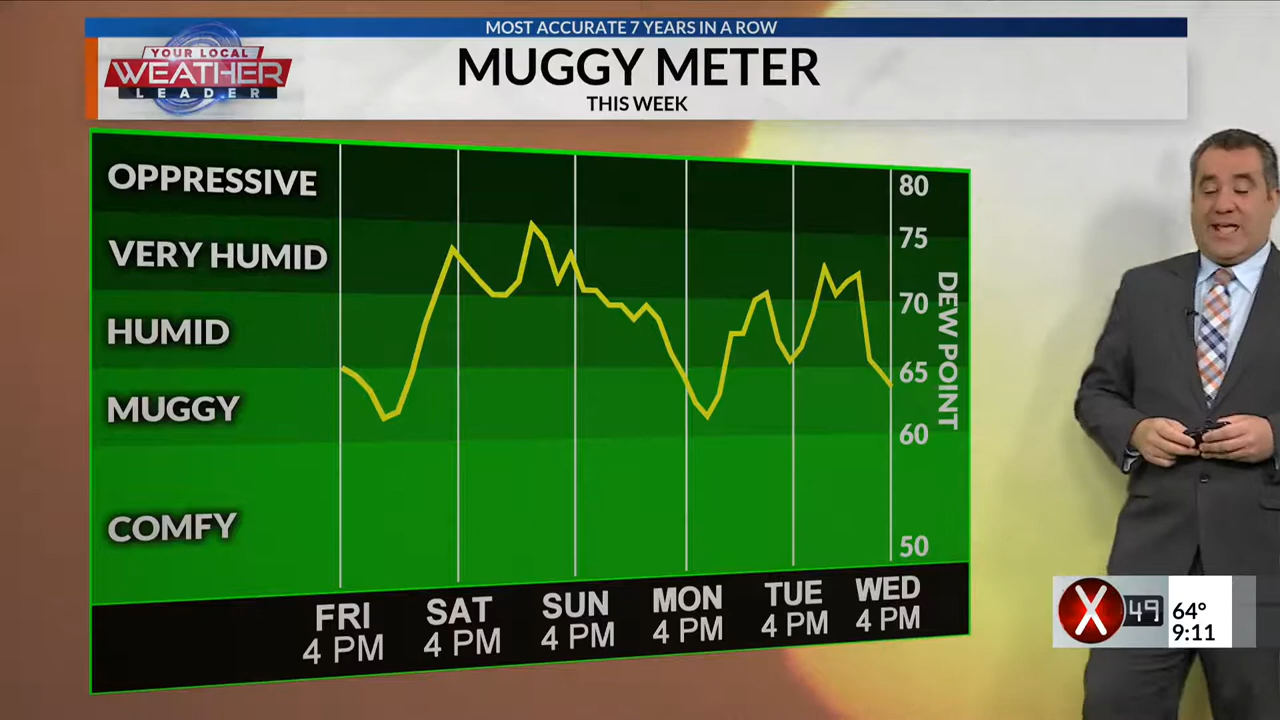 MOST ACCURATE 7 YEARS IN A ROW
YOUR LOCAL
WEATHER
LEADER
MUGGY METER
THIS WEEK
OPPRESSIVE
VERY HUMID
HUMID
MUGGY
COMFY
80
75
70
65
60
50
DEW POINT
FRI
4 PM
SAT
4 PM
SUN
4 PM
MON
4 PM
TUE
4 PM
WED
4 PM
X 49
64°
9:11